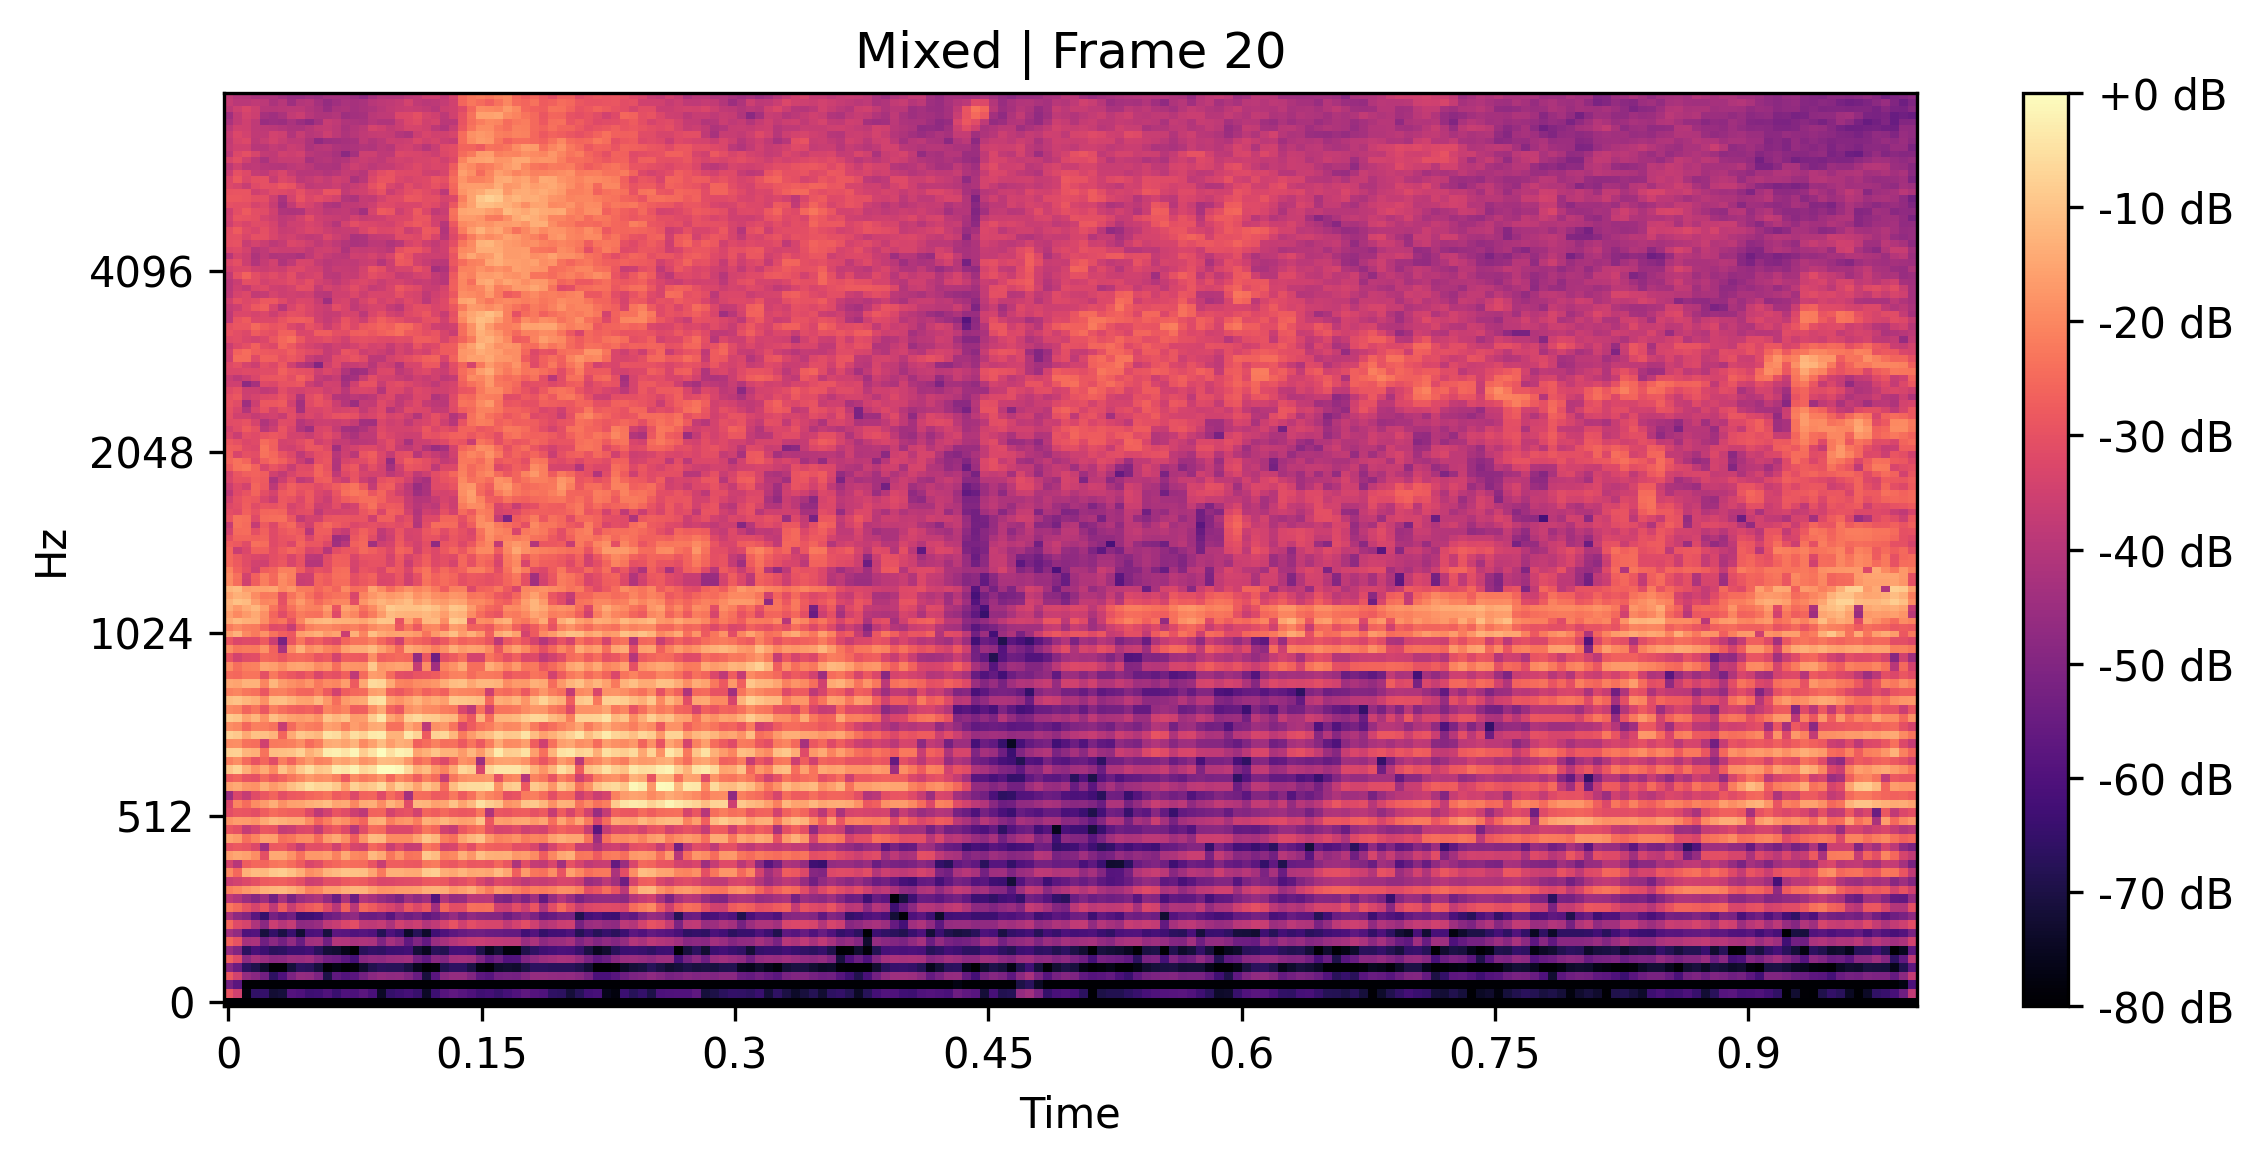 Mixed | Frame 20
+0 dB
-10 dB
-20 dB
-30 dB
-40 dB
-50 dB
-60 dB
-70 dB
-80 dB
Hz
4096
2048
1024
512
0
0 0.15 0.3 0.45 0.6 0.75 0.9
Time